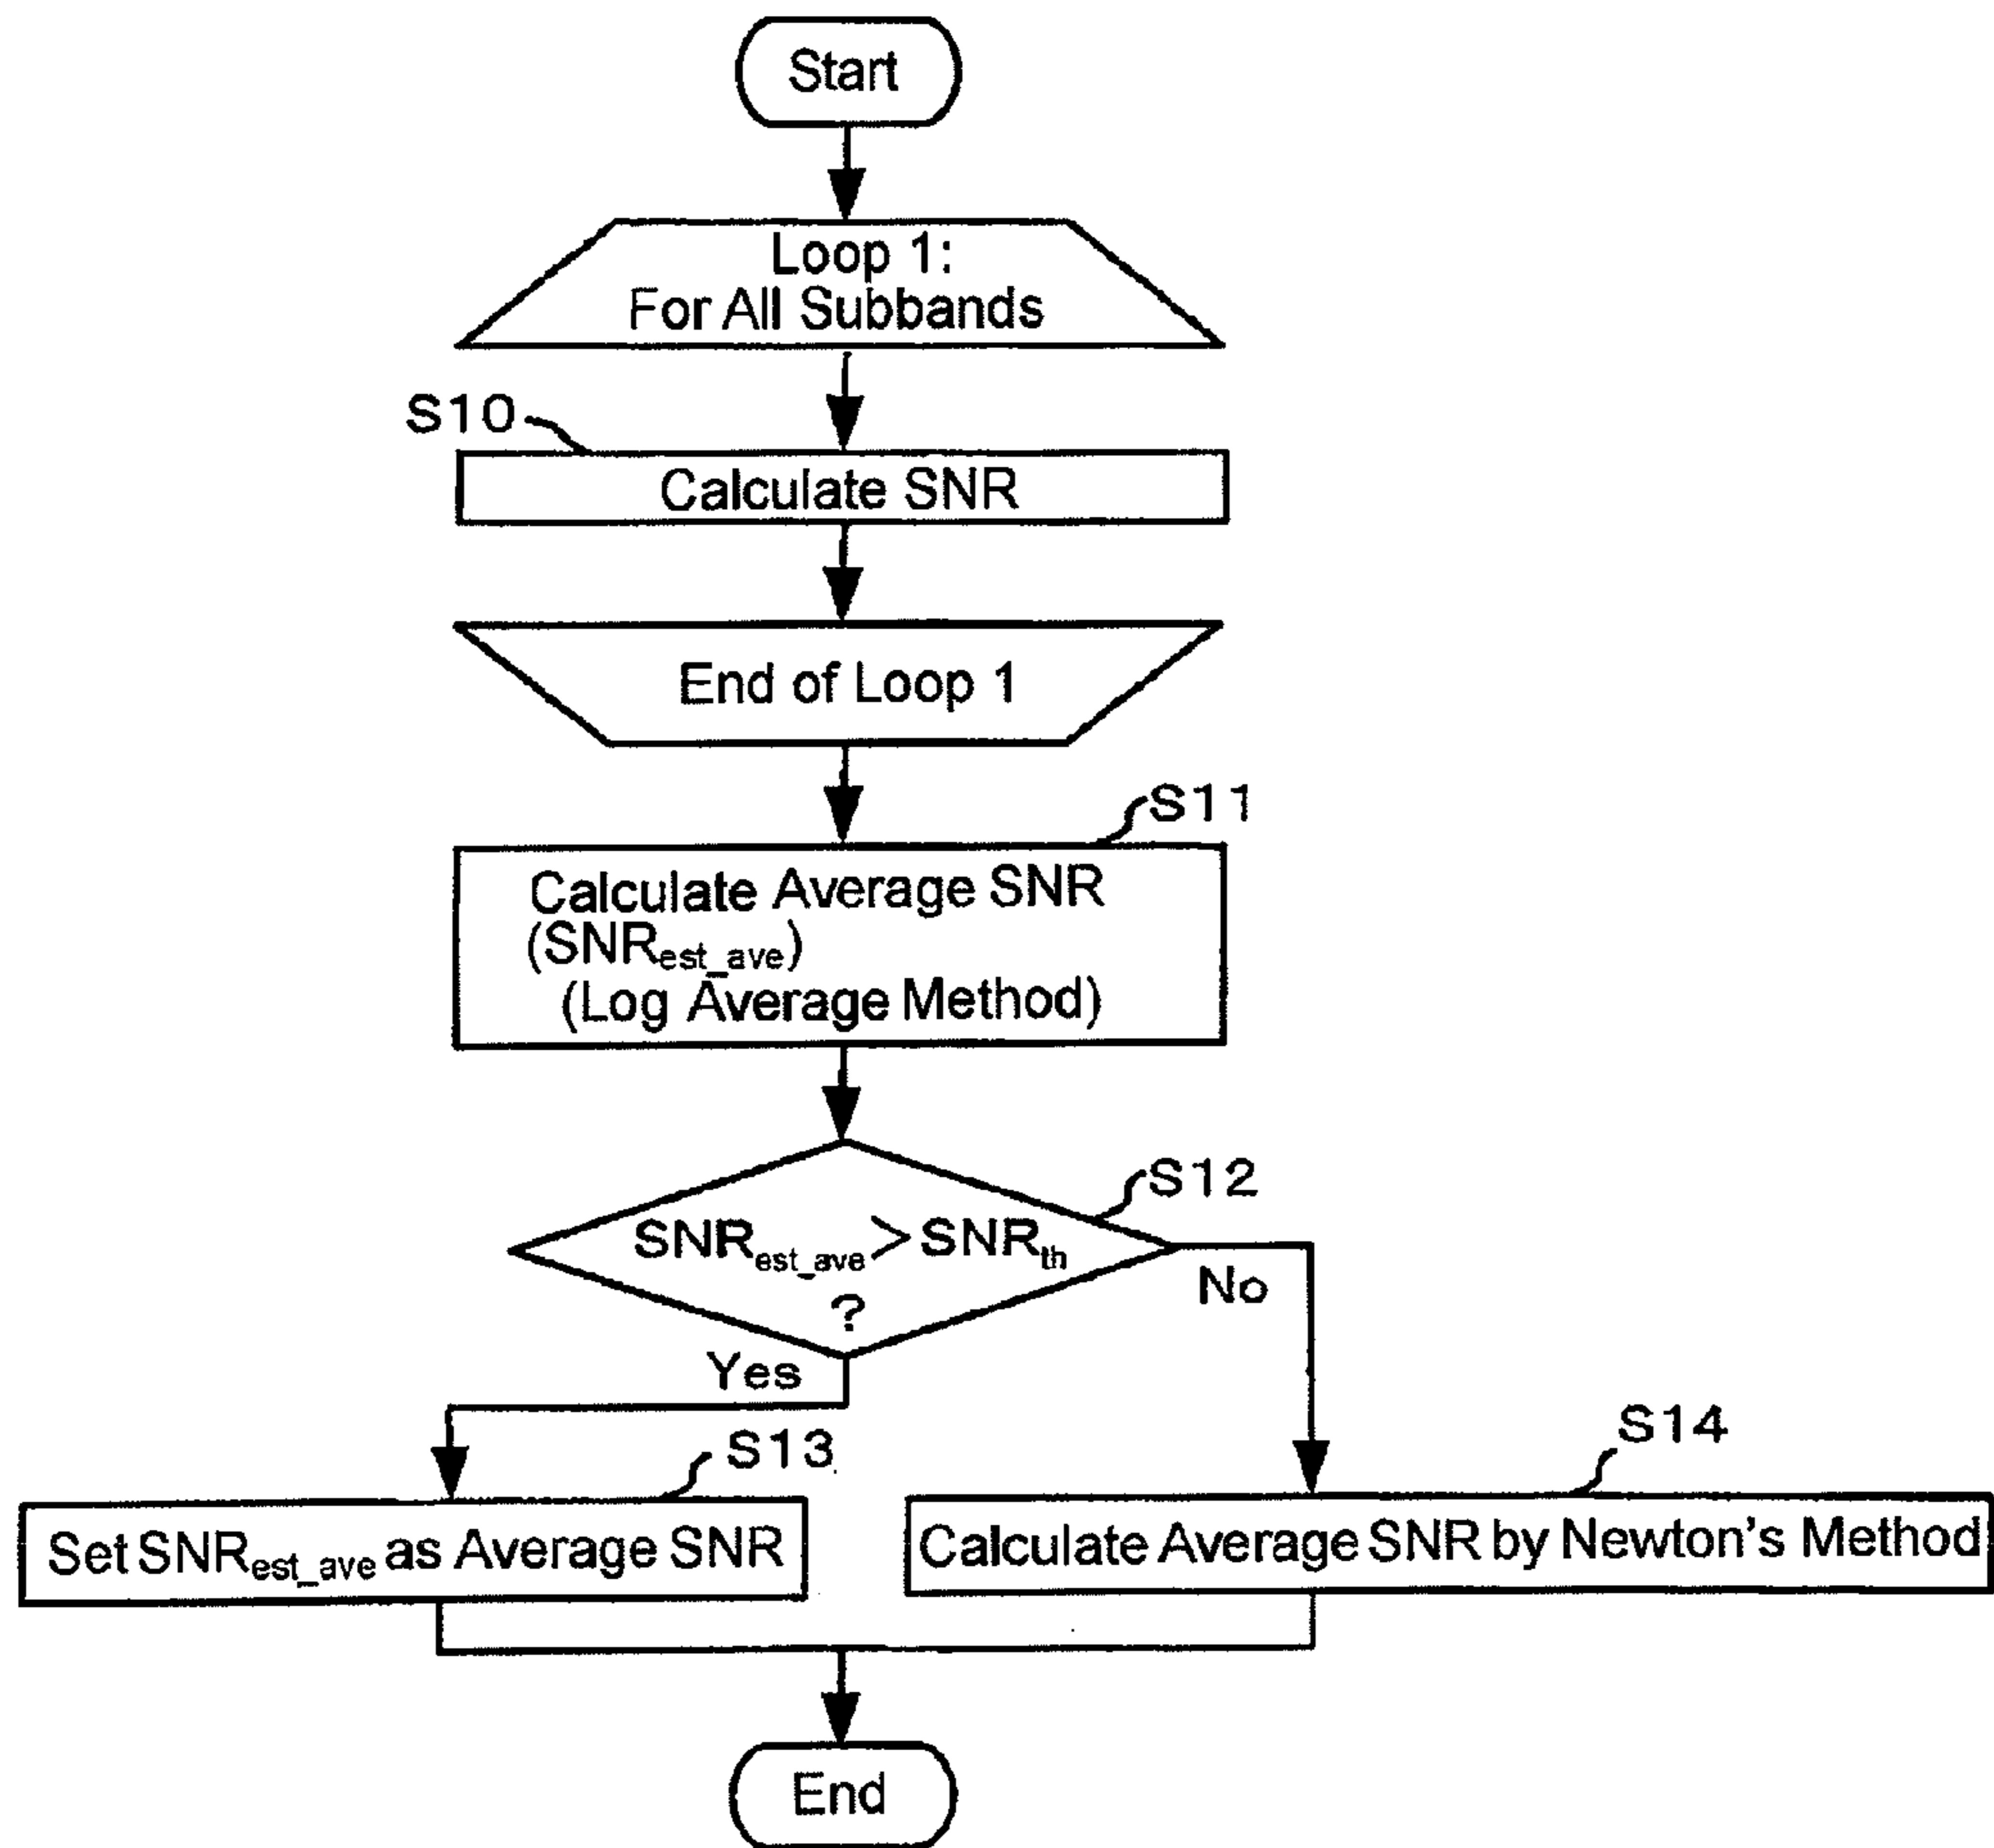 Start
Loop 1:
For All Subbands
S10
Calculate SNR
End of Loop 1
S11
Calculate Average SNR
(SNRest_ave)
(Log Average Method)
S12
SNRest_ave > SNRth
?
No
Yes
S13
S14
Set SNRest_ave as Average SNR
Calculate Average SNR by Newton's Method
End